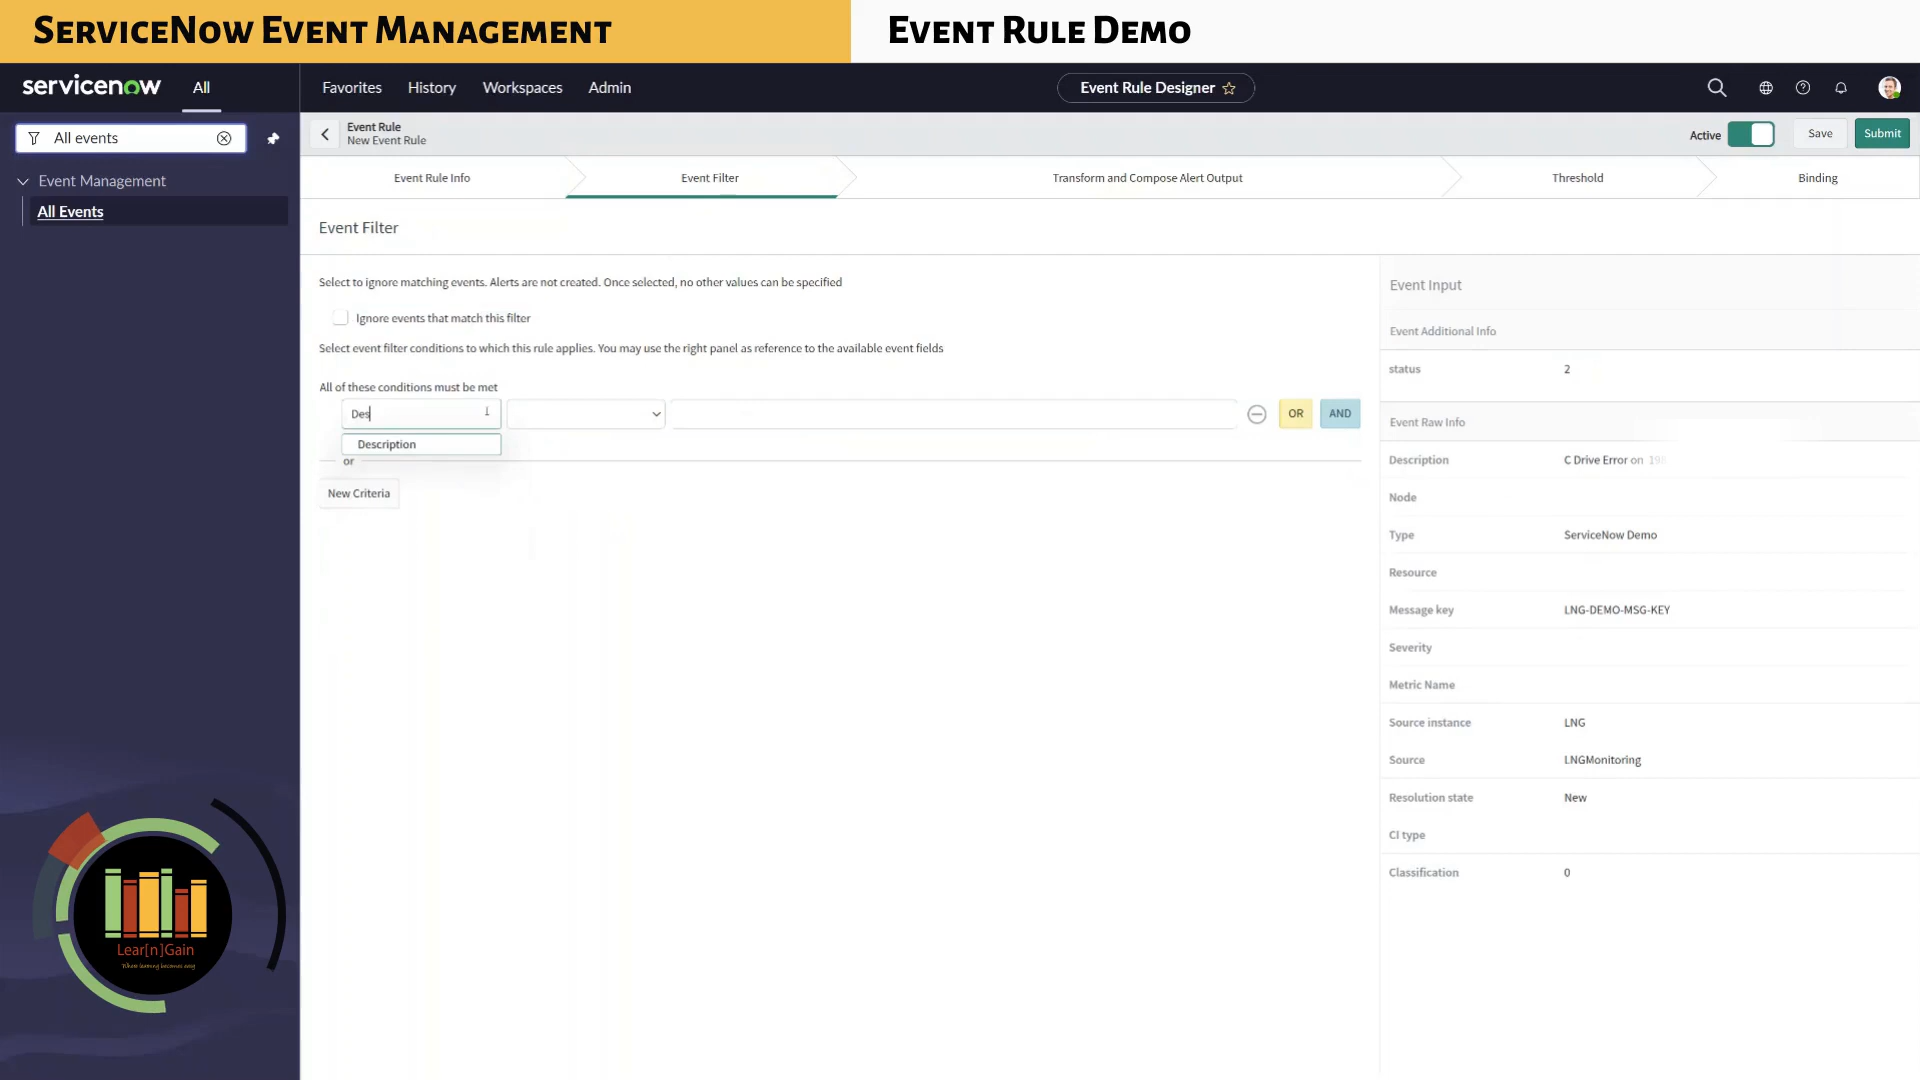 ServiceNow Event Management
Event Rule Demo
servicenow
All
Favorites
History
Workspaces
Admin
Event Rule Designer
All events
Event Management
All Events
Event Rule
New Event Rule
Active
Save
Submit
Event Rule Info
Event Filter
Transform and Compose Alert Output
Threshold
Binding
Event Filter
Select to ignore matching events. Alerts are not created. Once selected, no other values can be specified
Ignore events that match this filter
Select event filter conditions to which this rule applies. You may use the right panel as reference to the available event fields
All of these conditions must be met
Des
OR
AND
Description
or
New Criteria
Event Input
Event Additional Info
status 2
Event Raw Info
Description C Drive Error on
Node
Type ServiceNow Demo
Resource
Message key LNG-DEMO-MSG-KEY
Severity
Metric Name
Source instance LNG
Source LNGMonitoring
Resolution state New
CI type
Classification 0
Lear[n]Gain
Where learning becomes easy